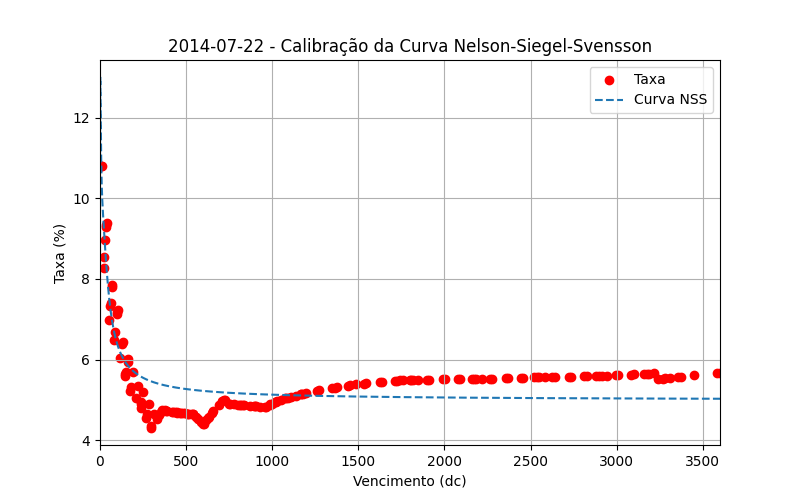 2014-07-22 - Calibração da Curva Nelson-Siegel-Svensson
Taxa
Curva NSS
Taxa (%)
12
10
8
6
4
0 500 1000 1500 2000 2500 3000 3500
Vencimento (dc)